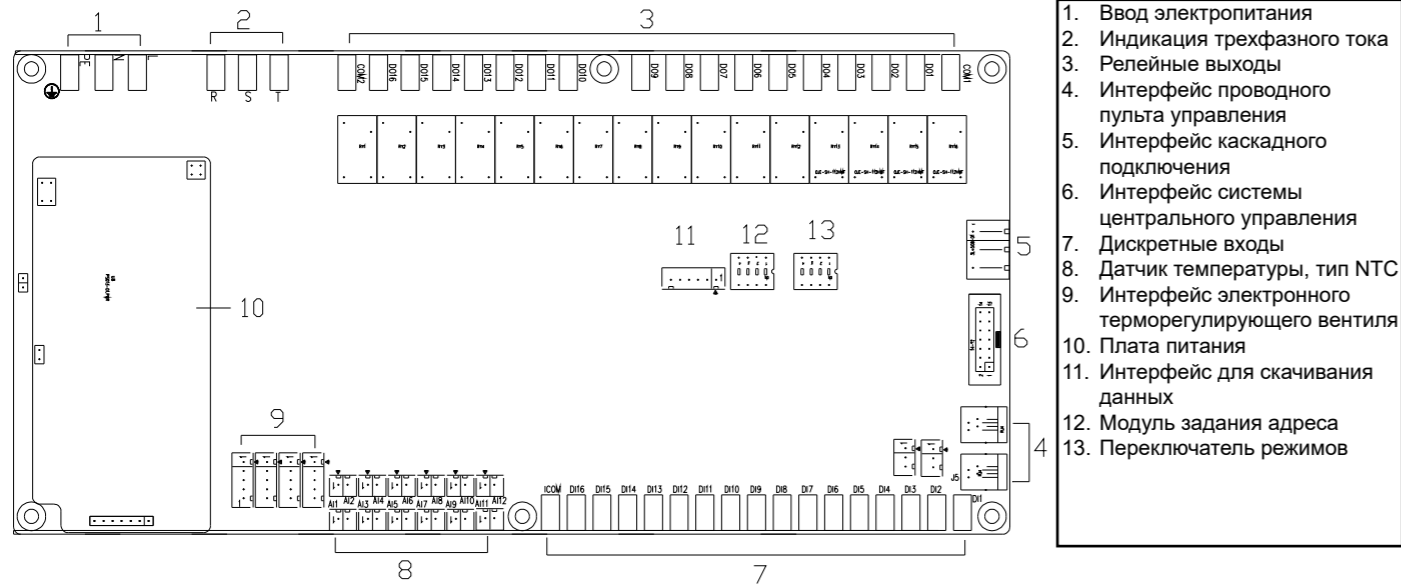 1
2
3
PE
N
L
R
S
T
COM2
DO16
DO15
DO14
DO13
DO12
DO11
DO10
DO9
DO8
DO7
DO6
DO5
DO4
DO3
DO2
DO1
COM1
11
12
13
5
10
6
9
4
J5
AI1 AI2 AI3 AI4 AI5 AI6 AI7 AI8 AI9 AI10 AI11 AI12
DI16 DI15 DI14 DI13 DI12 DI11 DI10 DI9 DI8 DI7 DI6 DI5 DI4 DI3 DI2 DI1
8
7
1. Ввод электропитания
2. Индикация трехфазного тока
3. Релейные выходы
4. Интерфейс проводного
пульта управления
5. Интерфейс каскадного
подключения
6. Интерфейс системы
центрального управления
7. Дискретные входы
8. Датчик температуры, тип NTC
9. Интерфейс электронного
терморегулирующего вентиля
10. Плата питания
11. Интерфейс для скачивания
данных
12. Модуль задания адреса
13. Переключатель режимов